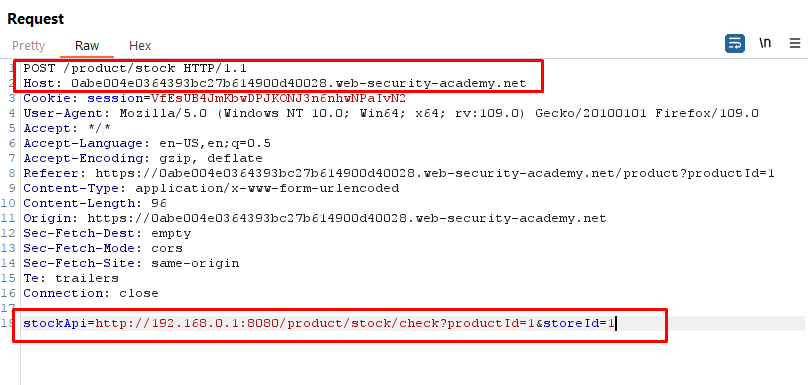 Request
Pretty Raw Hex \n
1 POST /product/stock HTTP/1.1
2 Host: 0abe004e0364393bc27b614900d40028.web-security-academy.net
3 Cookie: session=VfEsUB4JmKbwDPJKONJ3n6nhwNPaIvN2
4 User-Agent: Mozilla/5.0 (Windows NT 10.0; Win64; x64; rv:109.0) Gecko/20100101 Firefox/109.0
5 Accept: */*
6 Accept-Language: en-US,en;q=0.5
7 Accept-Encoding: gzip, deflate
8 Referer: https://0abe004e0364393bc27b614900d40028.web-security-academy.net/product?productId=1
9 Content-Type: application/x-www-form-urlencoded
10 Content-Length: 96
11 Origin: https://0abe004e0364393bc27b614900d40028.web-security-academy.net
12 Sec-Fetch-Dest: empty
13 Sec-Fetch-Mode: cors
14 Sec-Fetch-Site: same-origin
15 Te: trailers
16 Connection: close
17
18 stockApi=http://192.168.0.1:8080/product/stock/check?productId=1&storeId=1